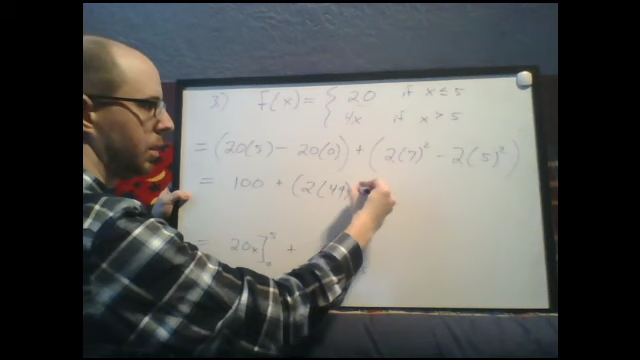 3) f(x) = { 20 if x ≤ 5
4x if x > 5
= (20(5) - 20(0)) + (2(7)² - 2(5)²)
= 100 + (2(49)
= 20x]⁵₀ +